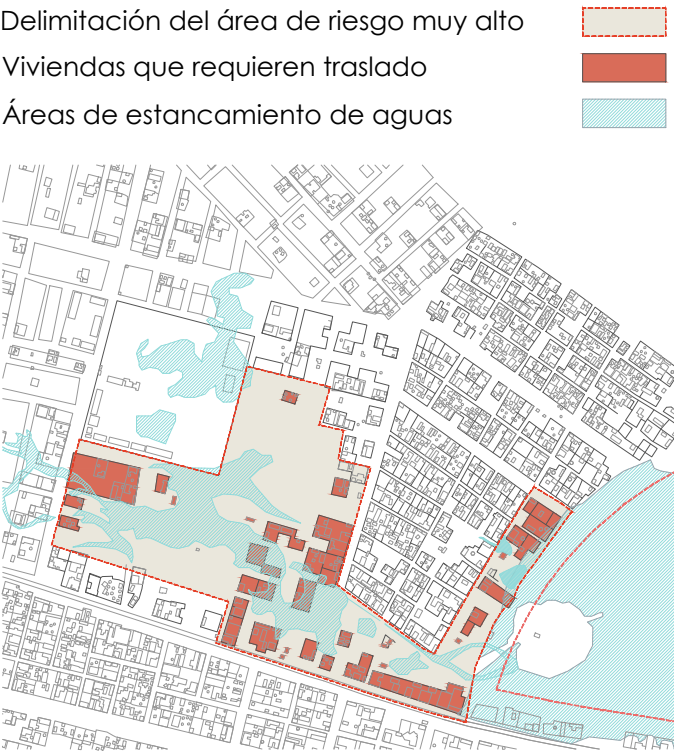 Delimitación del área de riesgo muy alto
Viviendas que requieren traslado
Áreas de estancamiento de aguas